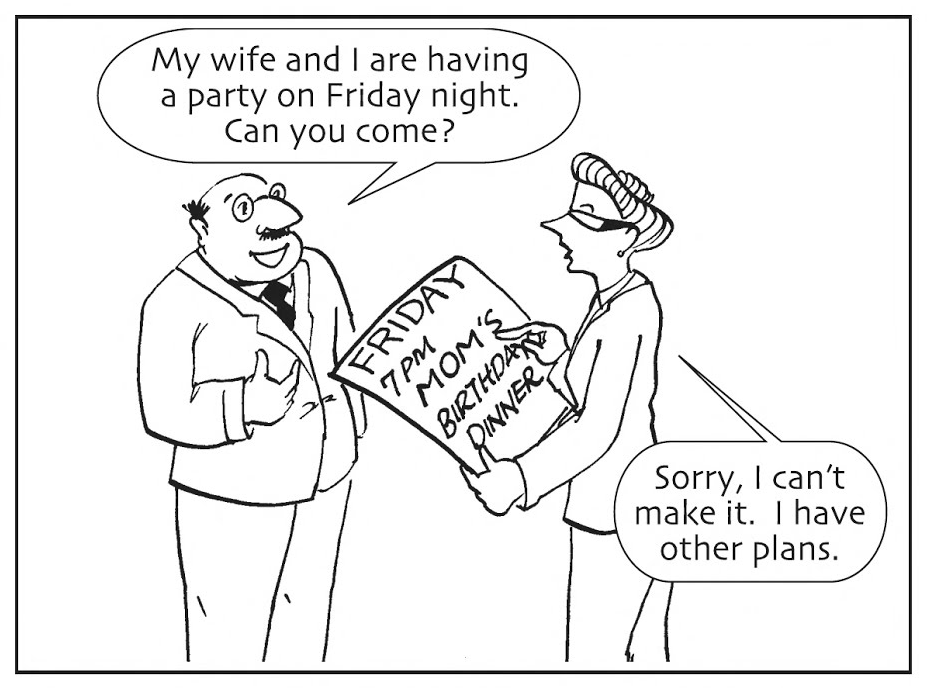 My wife and I are having
a party on Friday night.
Can you come?
FRIDAY
7PM
MOM'S
BIRTHDAY
DINNER
Sorry, I can't
make it. I have
other plans.